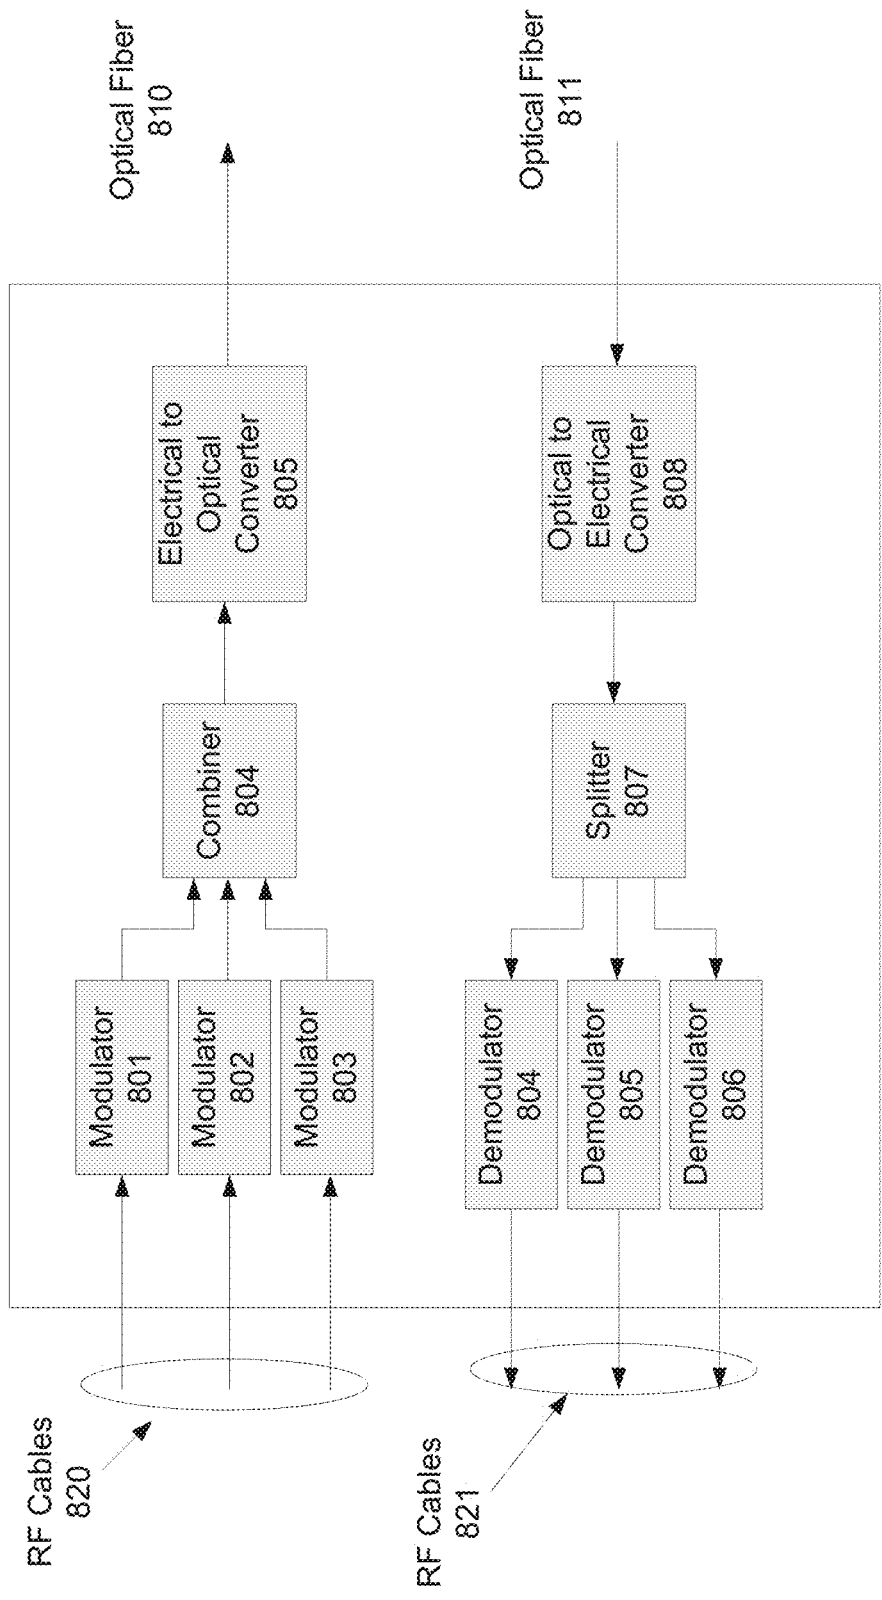 RF Cables
820
Modulator
801
Modulator
802
Modulator
803
Combiner
804
Electrical to
Optical
Converter
805
Optical Fiber
810
RF Cables
821
Demodulator
804
Demodulator
805
Demodulator
806
Splitter
807
Optical to
Electrical
Converter
808
Optical Fiber
811